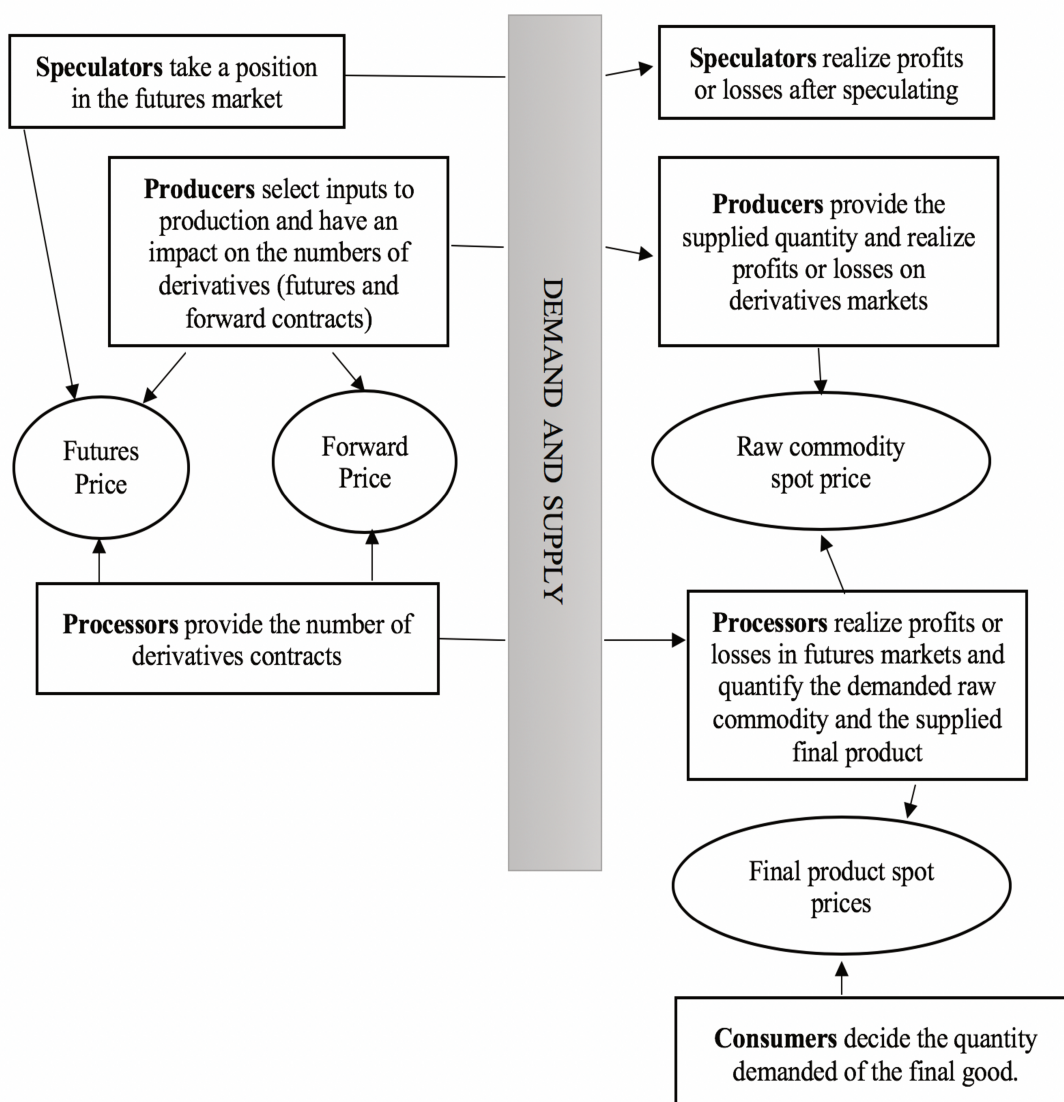 Speculators take a position
in the futures market
Speculators realize profits
or losses after speculating
Producers select inputs to
production and have an
impact on the numbers of
derivatives (futures and
forward contracts)
Producers provide the
supplied quantity and realize
profits or losses on
derivatives markets
DEMAND AND SUPPLY
Futures
Price
Forward
Price
Raw commodity
spot price
Processors provide the number of
derivatives contracts
Processors realize profits or
losses in futures markets and
quantify the demanded raw
commodity and the supplied
final product
Final product spot
prices
Consumers decide the quantity
demanded of the final good.